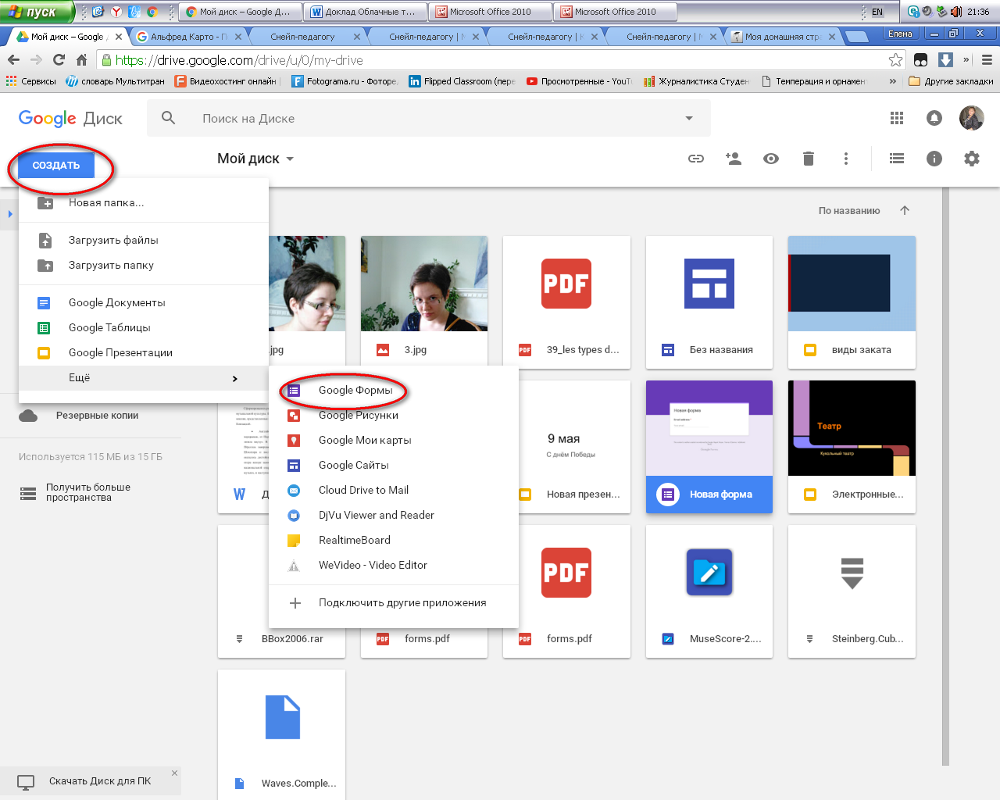 пуск
Мой диск – Google Д...
Доклад Облачные т...
Microsoft Office 2010
Microsoft Office 2010
EN
21:36
Мой диск – Google
Альфред Карто - П
Снейл-педагогу
Снейл-педагогу |
Снейл-педагогу |
Снейл-педагогу |
Моя домашняя стра
Елена
https://drive.google.com/drive/u/0/my-drive
Сервисы
словарь Мультитран
Видеохостинг онлайн
Fotograma.ru - Фоторе
Flipped Classroom (пере
Просмотренные - YouTu
Журналистика Студен
Темперация и орнамен
»
Другие закладки
Google Диск
Поиск на Диске
СОЗДАТЬ
Мой диск
Новая папка...
Загрузить файлы
Загрузить папку
Google Документы
Google Таблицы
Google Презентации
Ещё
По названию
.jpg
3.jpg
PDF
39_les types d...
Без названия
виды заката
Google Формы
Google Рисунки
Google Мои карты
Google Сайты
Cloud Drive to Mail
DjVu Viewer and Reader
RealtimeBoard
WeVideo - Video Editor
Подключить другие приложения
Резервные копии
Используется 115 МБ из 15 ГБ
Получить больше
пространства
9 мая
С днём Победы
Новая презен...
Новая форма
Новая форма
Театр
Кукольный театр
Электронные...
BBox2006.rar
forms.pdf
PDF
forms.pdf
MuseScore-2....
Steinberg.Cub...
Waves.Comple...
Скачать Диск для ПК